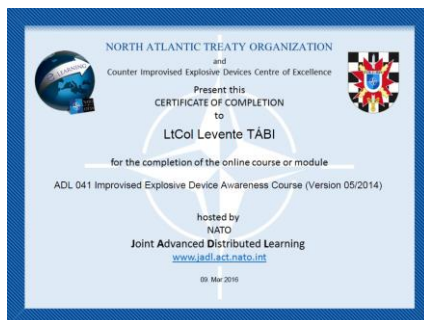 NORTH ATLANTIC TREATY ORGANIZATION
and
Counter Improvised Explosive Devices Centre of Excellence
Present this
CERTIFICATE OF COMPLETION
to
LtCol Levente TÁBI
for the completion of the online course or module
ADL 041 Improvised Explosive Device Awareness Course (Version 05/2014)
hosted by
NATO
Joint Advanced Distributed Learning
www.jadl.act.nato.int
09. Mar 2016